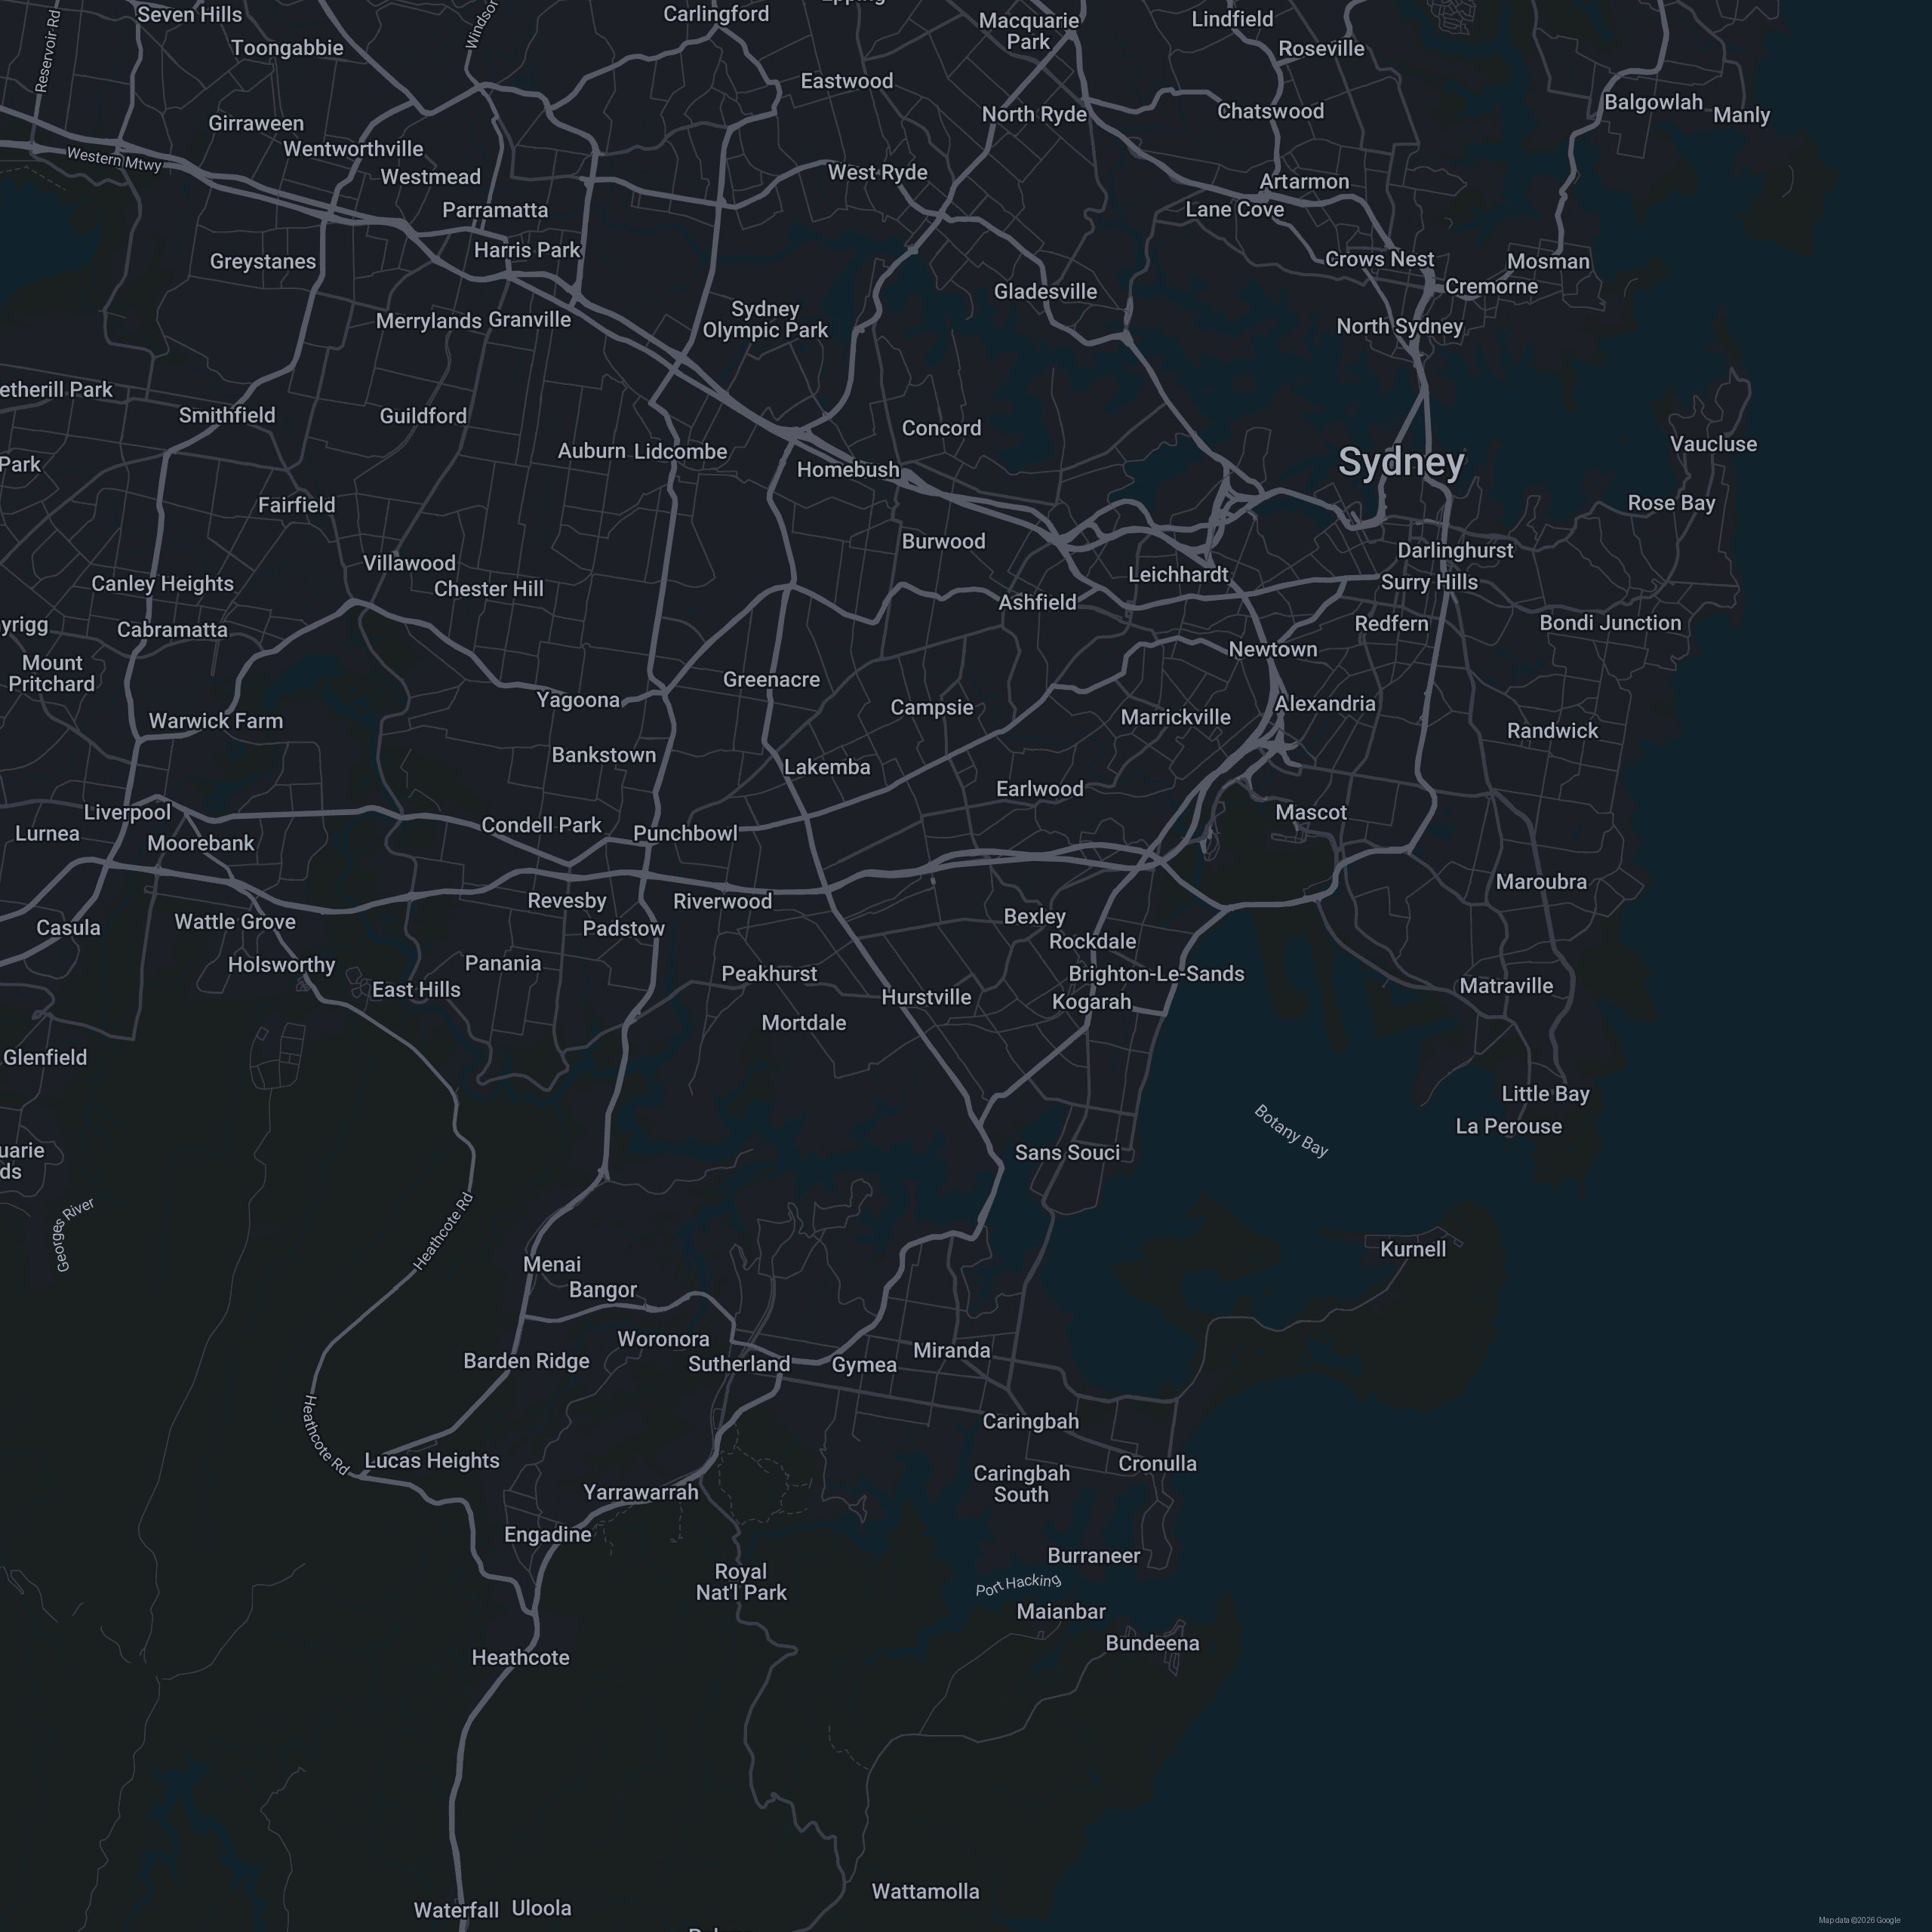 Seven Hills
Carlingford
Macquarie
Park
Lindfield
Roseville
Reservoir Rd
Toongabbie
Windsor
Eastwood
North Ryde
Chatswood
Balgowlah
Manly
Girraween
Wentworthville
Western Mtwy
Westmead
West Ryde
Artarmon
Lane Cove
Parramatta
Harris Park
Greystanes
Crows Nest
Mosman
Cremorne
Gladesville
Sydney
Olympic Park
Merrylands
Granville
North Sydney
etherill Park
Smithfield
Guildford
Concord
Vaucluse
Auburn
Lidcombe
Park
Homebush
Sydney
Rose Bay
Fairfield
Burwood
Darlinghurst
Villawood
Chester Hill
Canley Heights
Leichhardt
Surry Hills
Ashfield
yrigg
Cabramatta
Redfern
Bondi Junction
Mount
Pritchard
Newtown
Greenacre
Yagoona
Campsie
Alexandria
Marrickville
Warwick Farm
Randwick
Bankstown
Lakemba
Earlwood
Liverpool
Mascot
Lurnea
Moorebank
Condell Park
Punchbowl
Maroubra
Revesby
Riverwood
Casula
Wattle Grove
Padstow
Bexley
Rockdale
Holsworthy
Panania
Peakhurst
Brighton-Le-Sands
East Hills
Hurstville
Kogarah
Matraville
Mortdale
Glenfield
Little Bay
La Perouse
Botany Bay
uarie
ds
Sans Souci
Georges River
Heathcote Rd
Kurnell
Menai
Bangor
Woronora
Barden Ridge
Sutherland
Gymea
Miranda
Heathcote Rd
Caringbah
Lucas Heights
Cronulla
Caringbah
South
Yarrawarrah
Engadine
Burraneer
Royal
Nat'l Park
Port Hacking
Maianbar
Bundeena
Heathcote
Wattamolla
Waterfall
Uloola
Map data ©2026 Google